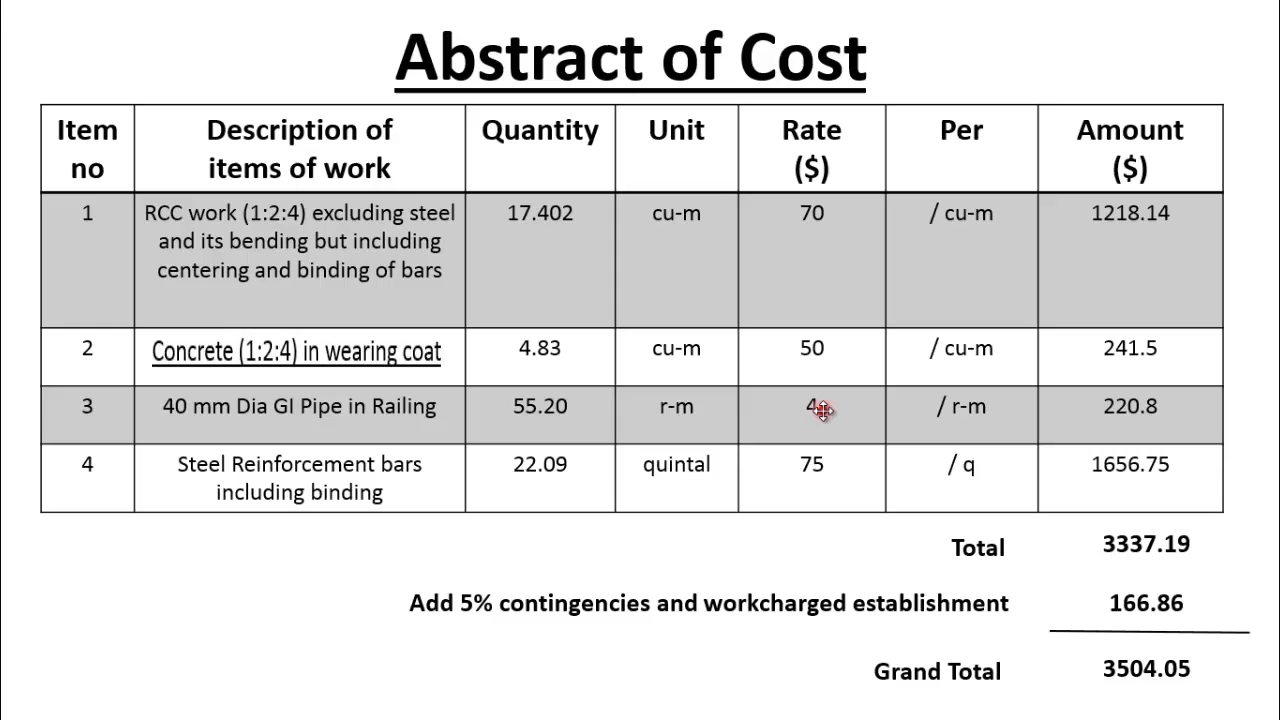 Abstract of Cost
Item no | Description of items of work | Quantity | Unit | Rate ($) | Per | Amount ($)
1 | RCC work (1:2:4) excluding steel and its bending but including centering and binding of bars | 17.402 | cu-m | 70 | / cu-m | 1218.14
2 | Concrete (1:2:4) in wearing coat | 4.83 | cu-m | 50 | / cu-m | 241.5
3 | 40 mm Dia GI Pipe in Railing | 55.20 | r-m | 4 | / r-m | 220.8
4 | Steel Reinforcement bars including binding | 22.09 | quintal | 75 | / q | 1656.75
Total 3337.19
Add 5% contingencies and workcharged establishment 166.86
Grand Total 3504.05